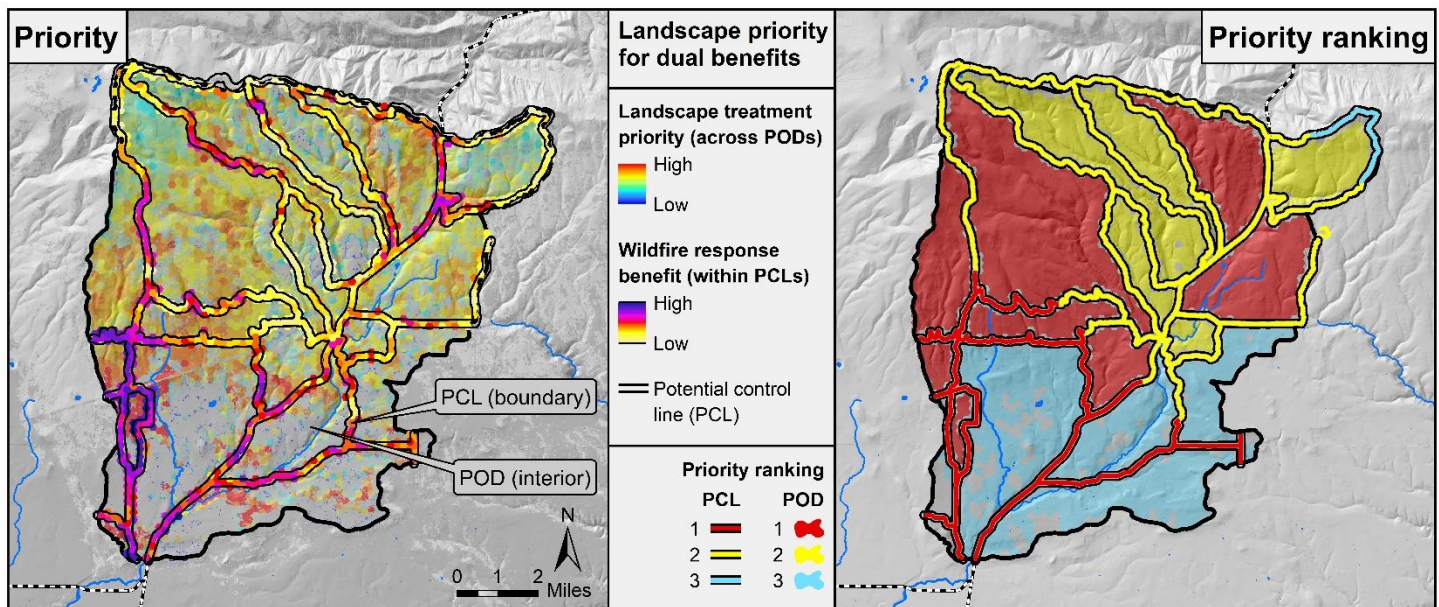 Priority
PCL (boundary)
POD (interior)
N
0 1 2
Miles
Landscape priority
for dual benefits
Landscape treatment
priority (across PODs)
High
Low
Wildfire response
benefit (within PCLs)
High
Low
Potential control
line (PCL)
Priority ranking
PCL POD
1 1
2 2
3 3
Priority ranking